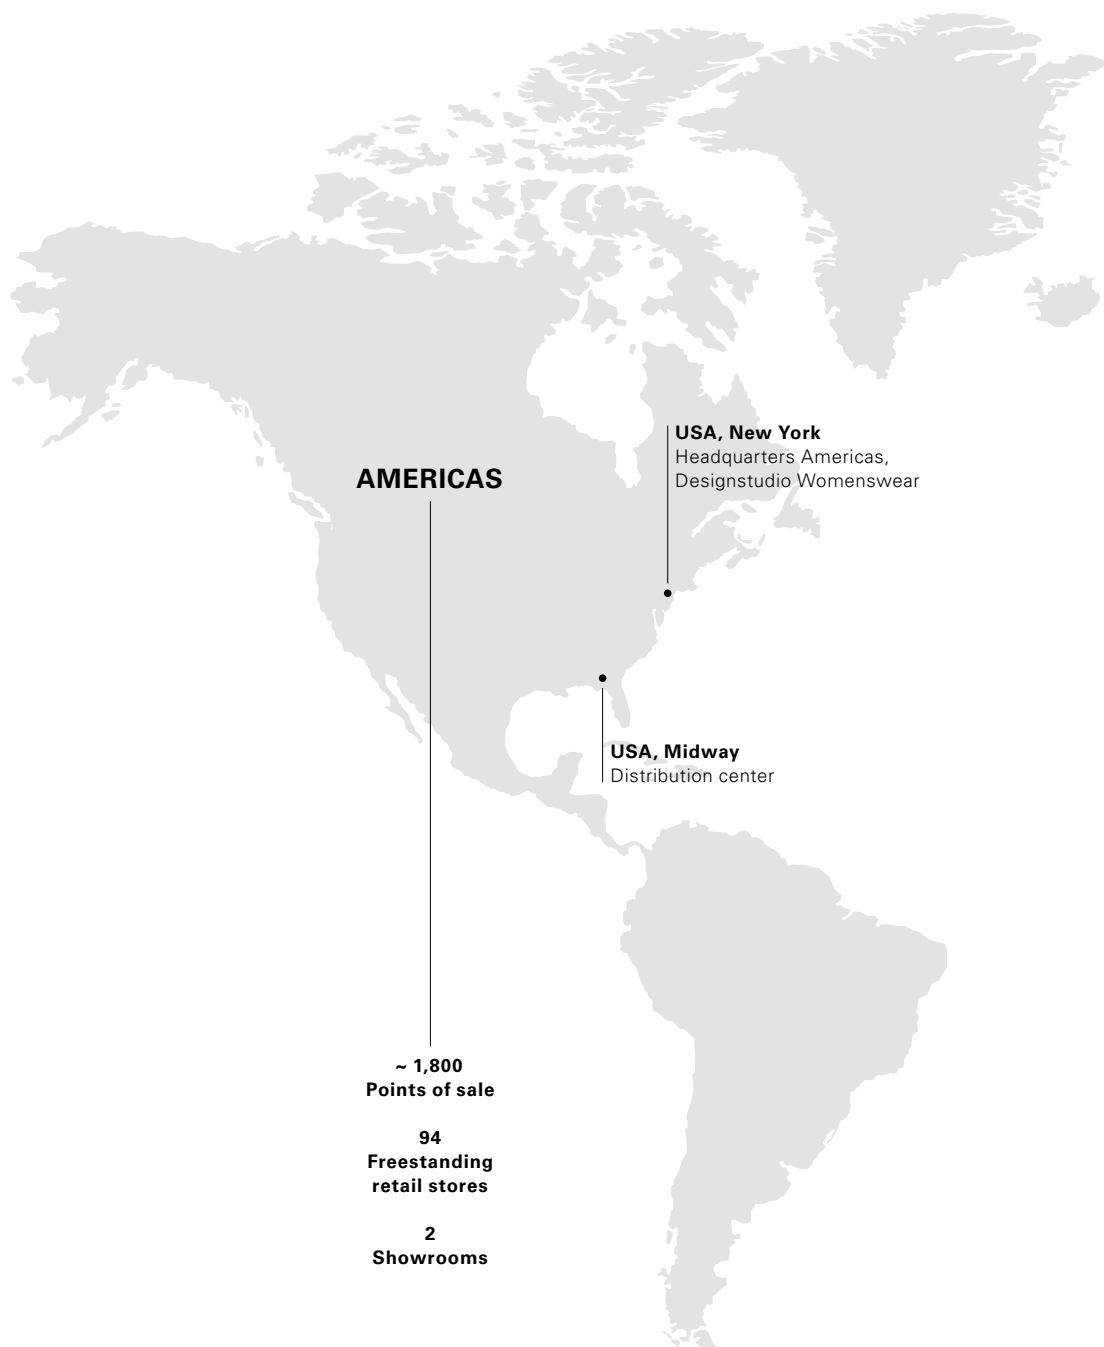 USA, New York
Headquarters Americas,
Designstudio Womenswear
AMERICAS
USA, Midway
Distribution center
~ 1,800
Points of sale
94
Freestanding
retail stores
2
Showrooms